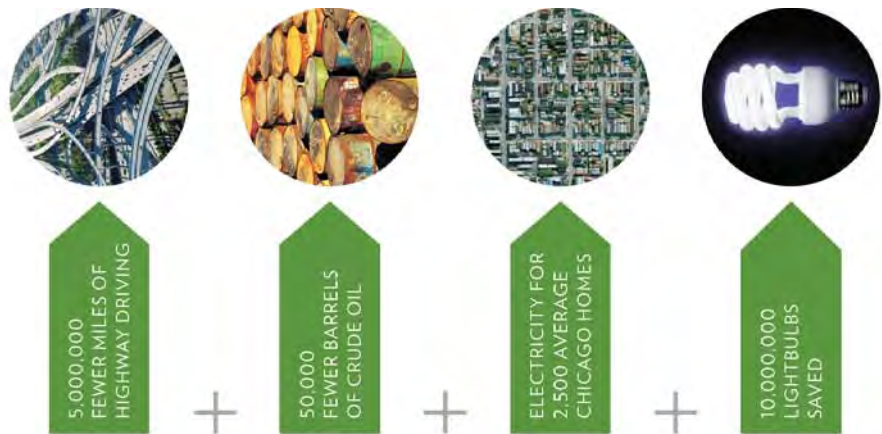 5,000,000
FEWER MILES OF
HIGHWAY DRIVING
+
50,000
FEWER BARRELS
OF CRUDE OIL
+
ELECTRICITY FOR
2,500 AVERAGE
CHICAGO HOMES
+
10,000,000
LIGHTBULBS
SAVED